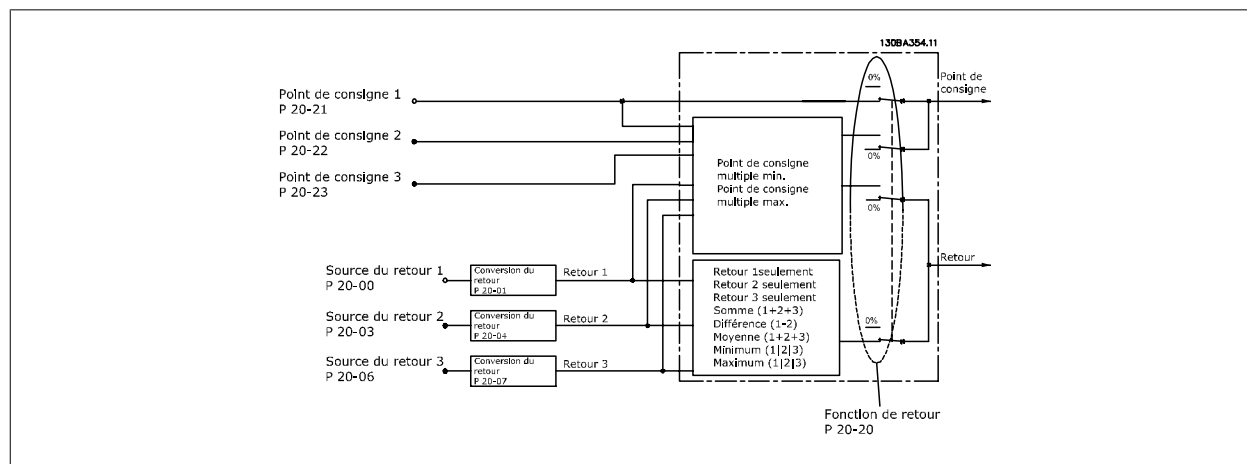 130BA354.11
Point de consigne 1
P 20-21
Point de consigne 2
P 20-22
Point de consigne 3
P 20-23
0%
Point de
consigne
0%
0%
Point de consigne
multiple min.
Point de consigne
multiple max.
Source du retour 1
P 20-00
Conversion du
retour
P 20-01
Retour 1
Source du retour 2
P 20-03
Conversion du
retour
P 20-04
Retour 2
Source du retour 3
P 20-06
Conversion du
retour
P 20-07
Retour 3
Retour 1seulement
Retour 2 seulement
Retour 3 seulement
Somme (1+2+3)
Différence (1-2)
Moyenne (1+2+3)
Minimum (1|2|3)
Maximum (1|2|3)
0%
Retour
Fonction de retour
P 20-20